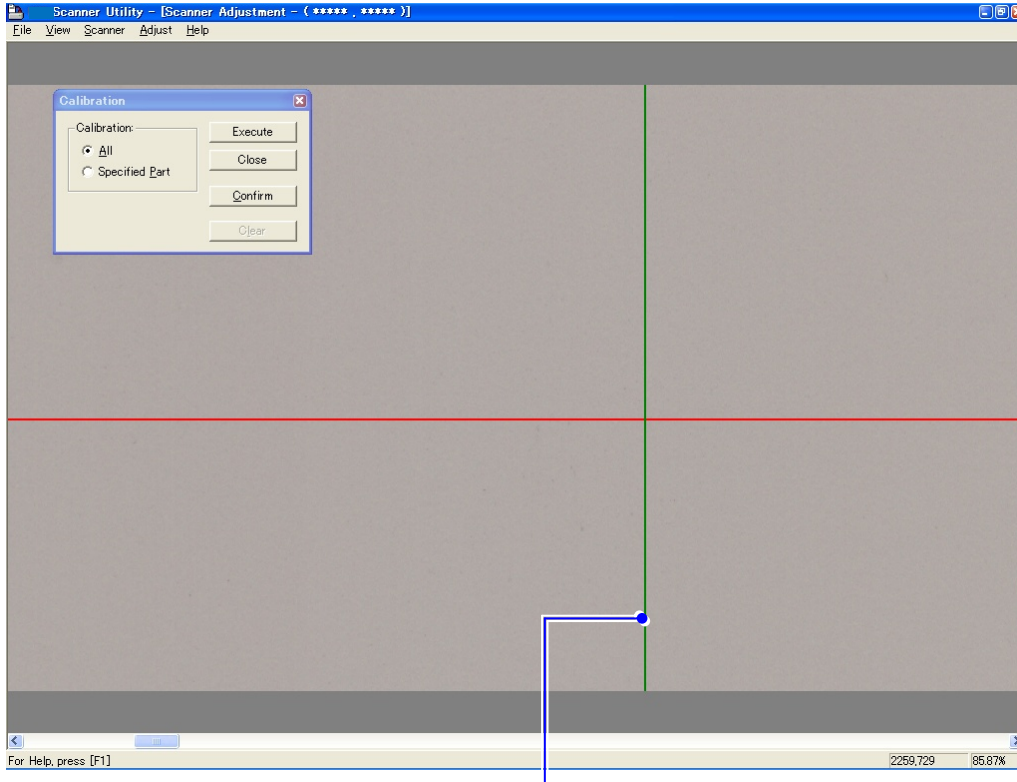 Scanner Utility - [Scanner Adjustment - ( ***** , ***** )]
File View Scanner Adjust Help
Calibration
Calibration:
All
Specified Part
Execute
Close
Confirm
Clear
For Help, press [F1]
2259,729
85.87%